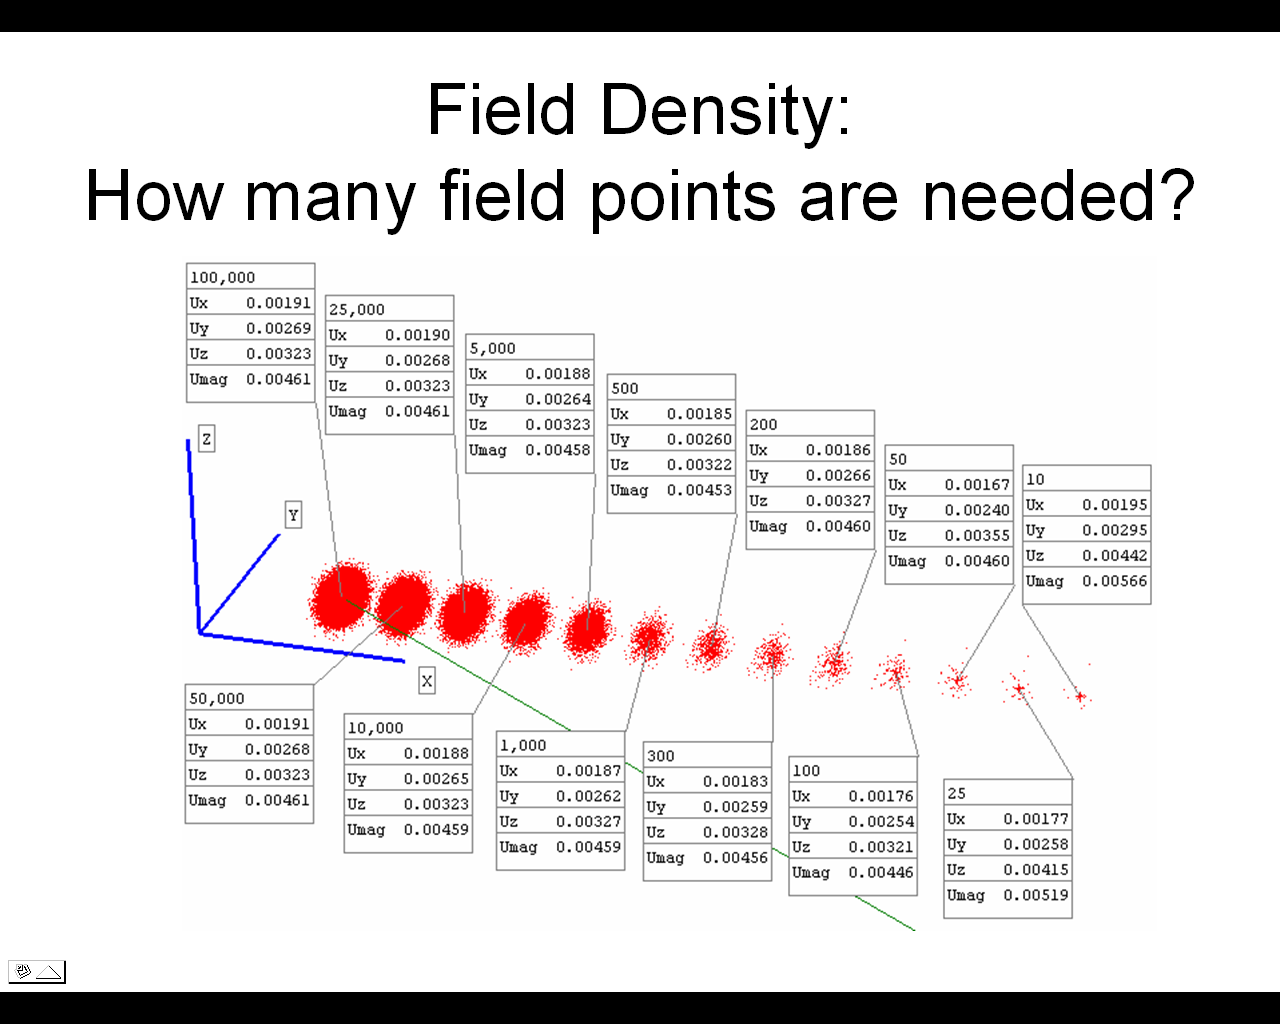 Field Density:
How many field points are needed?
100,000
Ux 0.00191
Uy 0.00269
Uz 0.00323
Umag 0.00461
25,000
Ux 0.00190
Uy 0.00268
Uz 0.00323
Umag 0.00461
5,000
Ux 0.00188
Uy 0.00264
Uz 0.00323
Umag 0.00458
500
Ux 0.00185
Uy 0.00260
Uz 0.00322
Umag 0.00453
200
Ux 0.00186
Uy 0.00266
Uz 0.00327
Umag 0.00460
50
Ux 0.00167
Uy 0.00240
Uz 0.00355
Umag 0.00460
10
Ux 0.00195
Uy 0.00295
Uz 0.00442
Umag 0.00566
Z
Y
X
50,000
Ux 0.00191
Uy 0.00268
Uz 0.00323
Umag 0.00461
10,000
Ux 0.00188
Uy 0.00265
Uz 0.00323
Umag 0.00459
1,000
Ux 0.00187
Uy 0.00262
Uz 0.00327
Umag 0.00459
300
Ux 0.00183
Uy 0.00259
Uz 0.00328
Umag 0.00456
100
Ux 0.00176
Uy 0.00254
Uz 0.00321
Umag 0.00446
25
Ux 0.00177
Uy 0.00258
Uz 0.00415
Umag 0.00519